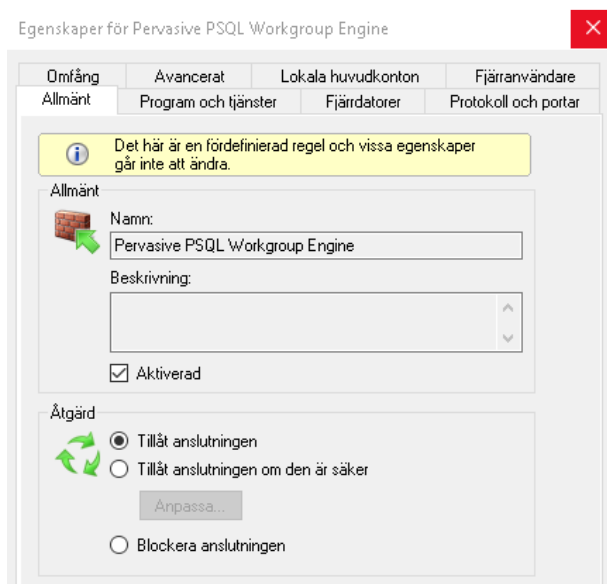 Egenskaper för Pervasive PSQL Workgroup Engine
Omfång Avancerat Lokala huvudkonton Fjärranvändare
Allmänt Program och tjänster Fjärrdatorer Protokoll och portar
Det här är en fördefinierad regel och vissa egenskaper
går inte att ändra.
Allmänt
Namn:
Pervasive PSQL Workgroup Engine
Beskrivning:
Aktiverad
Åtgärd
Tillåt anslutningen
Tillåt anslutningen om den är säker
Anpassa...
Blockera anslutningen